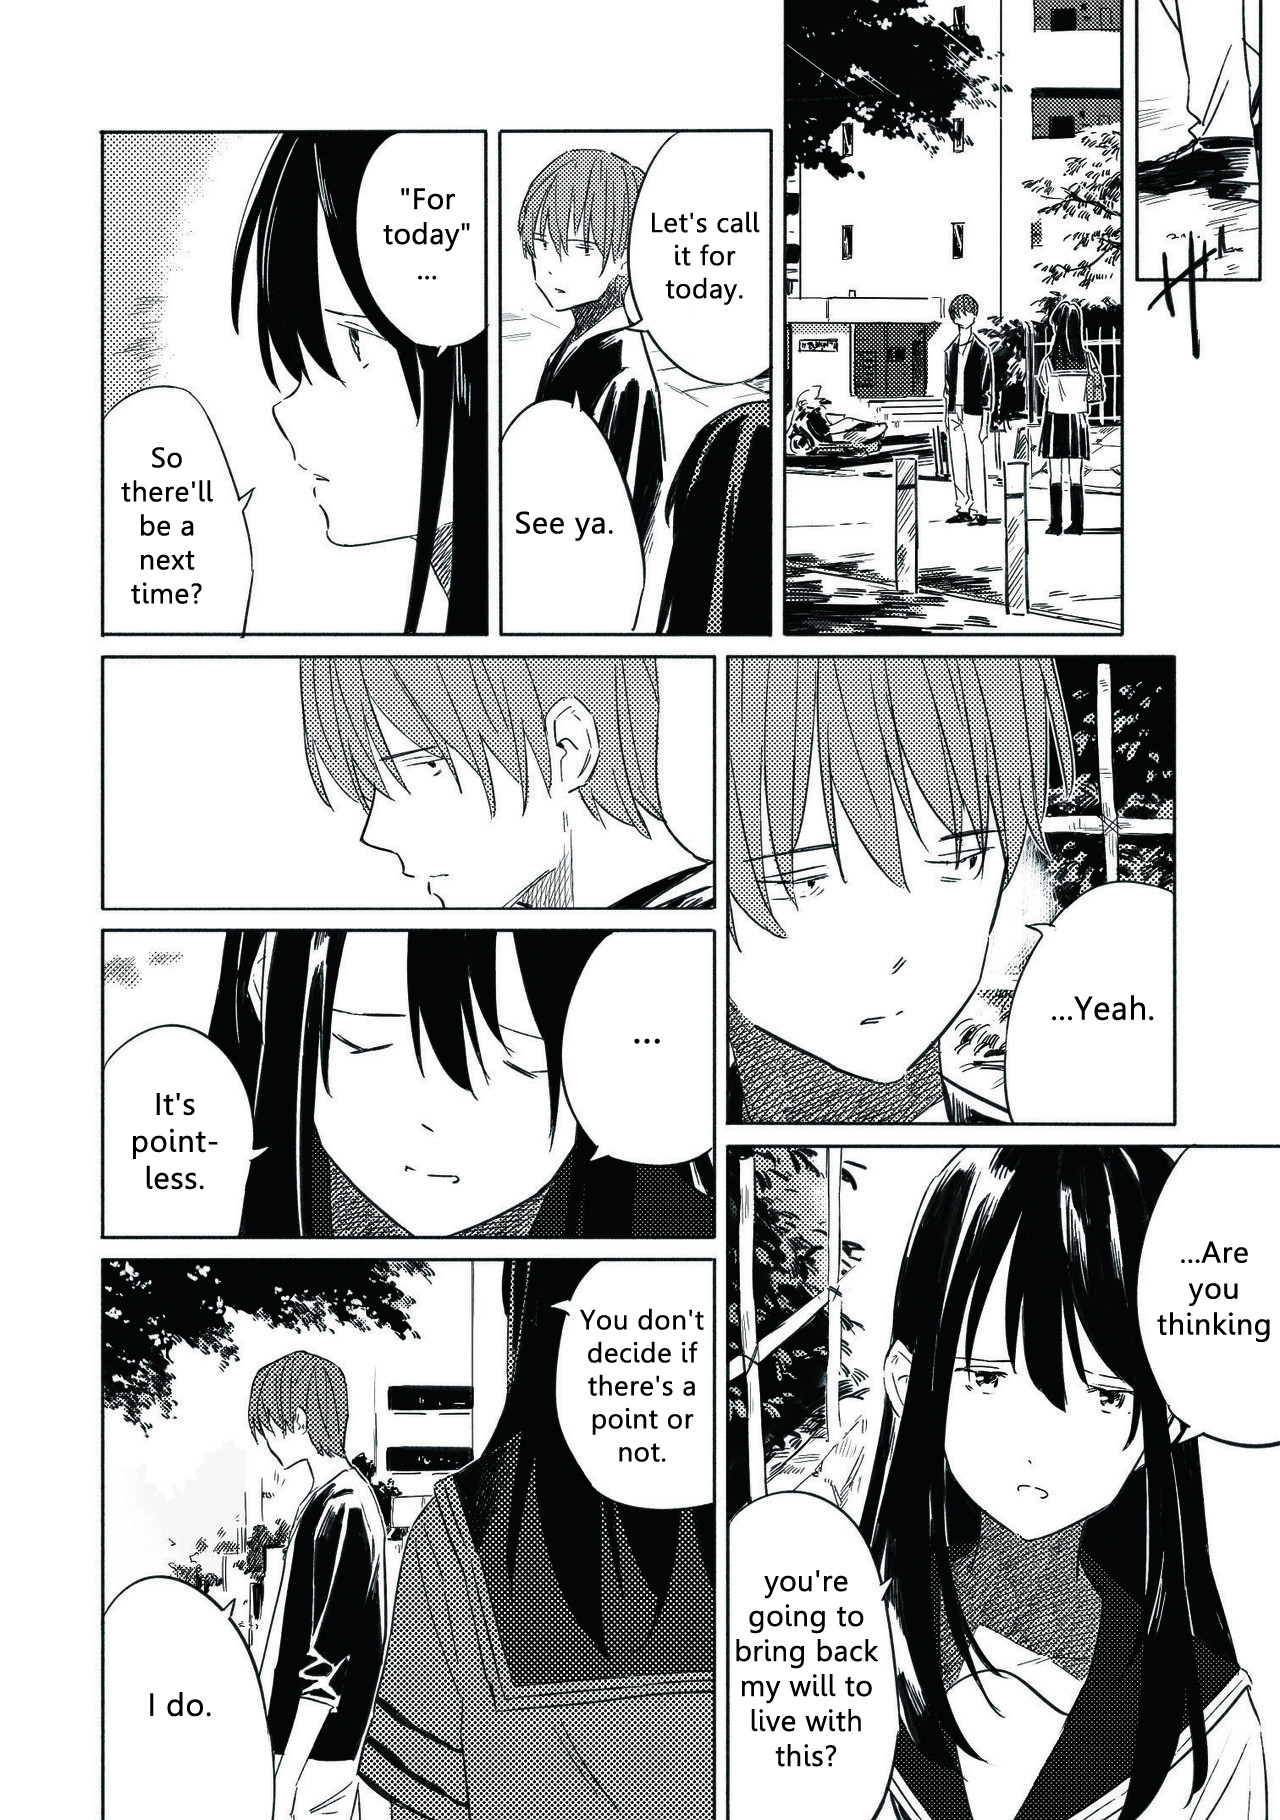 Let's call
it for
today.
See ya.
"For
today"
...
So
there'll
be a
next
time?
...Yeah.
...
It's
point-
less.
...Are
you
thinking
you're
going to
bring back
my will to
live with
this?
You don't
decide if
there's a
point or
not.
I do.